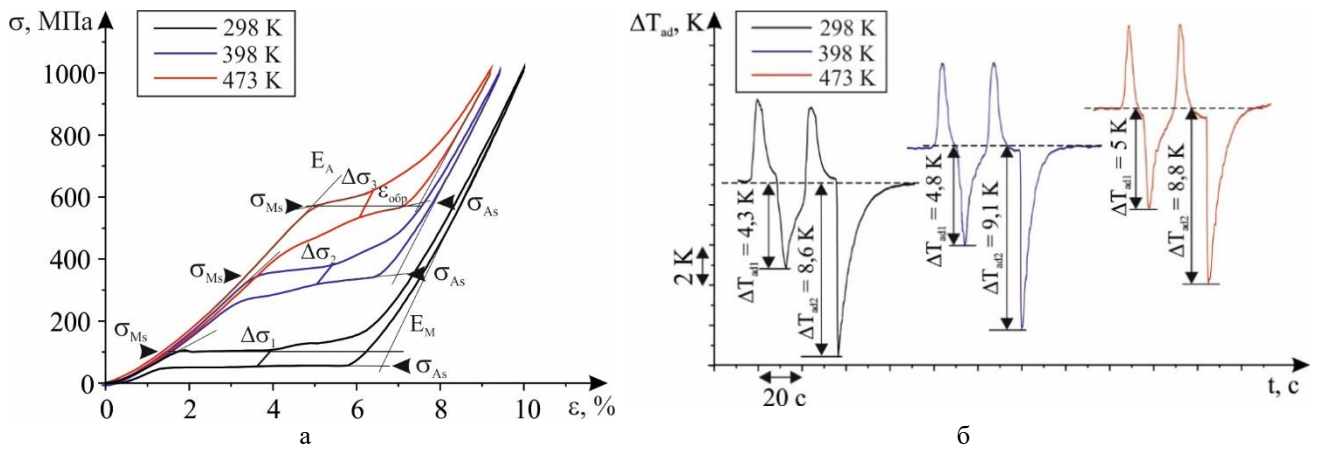 σ, МПа
298 K
398 K
473 K
1000
800
600
400
200
0
0
2
4
6
8
10
ε, %
E_A
Δσ_3
ε_обр
σ_Ms
σ_As
σ_Ms
Δσ_2
σ_As
σ_Ms
Δσ_1
E_M
σ_As
а
ΔT_ad, K
298 K
398 K
473 K
2 K
ΔT_ad1 = 4,3 K
ΔT_ad2 = 8,6 K
ΔT_ad1 = 4,8 K
ΔT_ad2 = 9,1 K
ΔT_ad1 = 5 K
ΔT_ad2 = 8,8 K
20 c
t, c
б